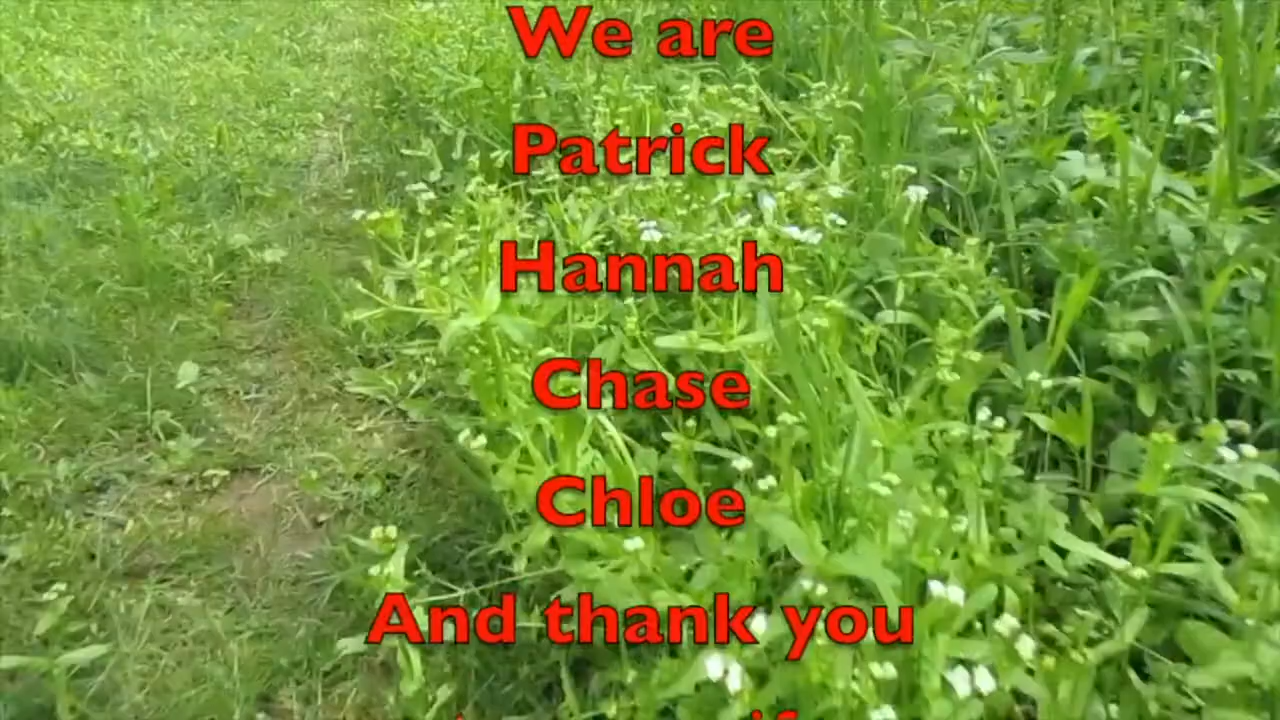 We are
Patrick
Hannah
Chase
Chloe
And thank you